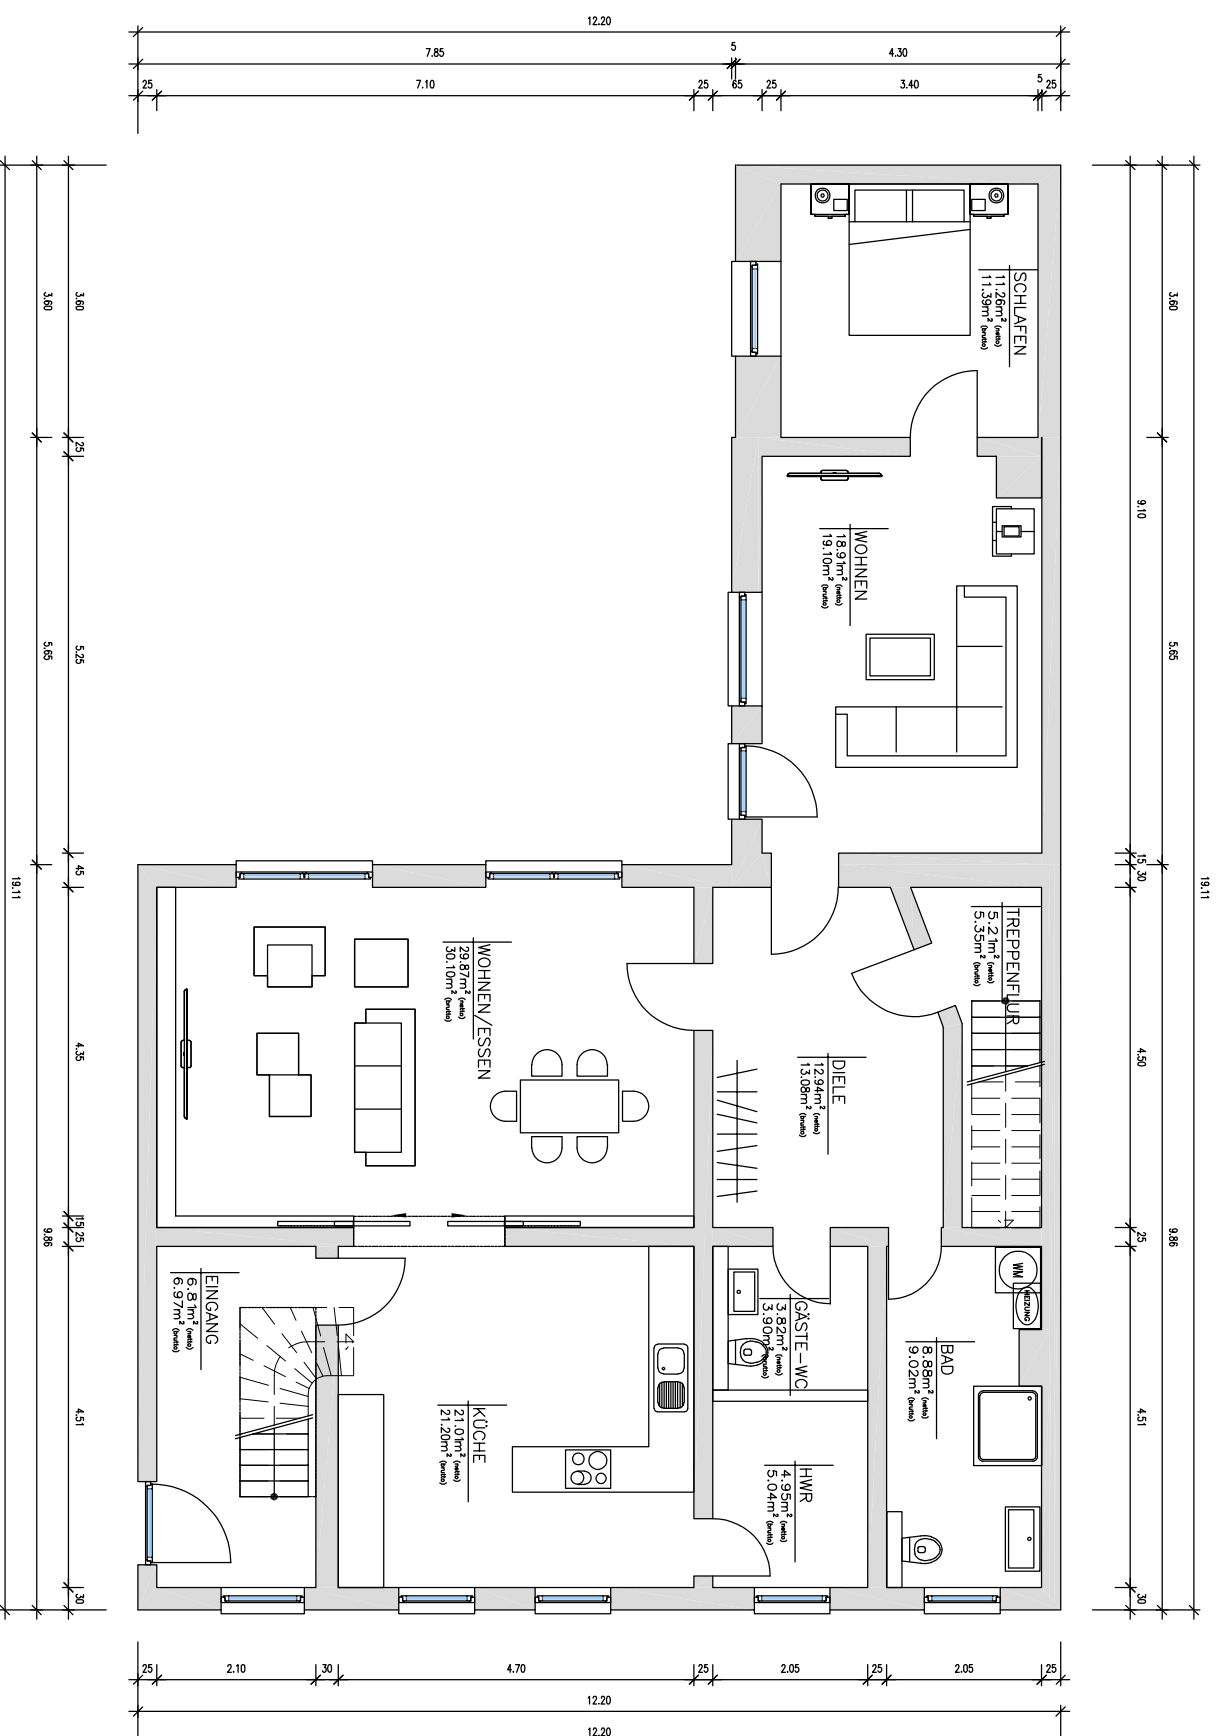 12.20
7.85
5
4.30
25
7.10
25
65
25
3.40
5
25
3.60
25
5.25
45
4.35
15
25
4.51
30
3.60
5.65
9.86
19.11
9.10
15
30
4.50
25
4.51
30
3.60
5.65
9.86
19.11
SCHLAFEN
11.26m² (netto)
11.39m² (brutto)
WOHNEN
18.91m² (netto)
19.10m² (brutto)
TREPPENFLUR
5.21m² (netto)
5.35m² (brutto)
WOHNEN/ESSEN
29.87m² (netto)
30.10m² (brutto)
DIELE
12.94m² (netto)
13.08m² (brutto)
WM
HEIZUNG
EINGANG
6.81m² (netto)
6.97m² (brutto)
GÄSTE-WC
3.82m² (netto)
3.90m² (brutto)
BAD
8.88m² (netto)
9.02m² (brutto)
KÜCHE
21.01m² (netto)
21.20m² (brutto)
HWR
4.95m² (netto)
5.04m² (brutto)
25
2.10
30
4.70
25
2.05
25
2.05
25
12.20
12.20